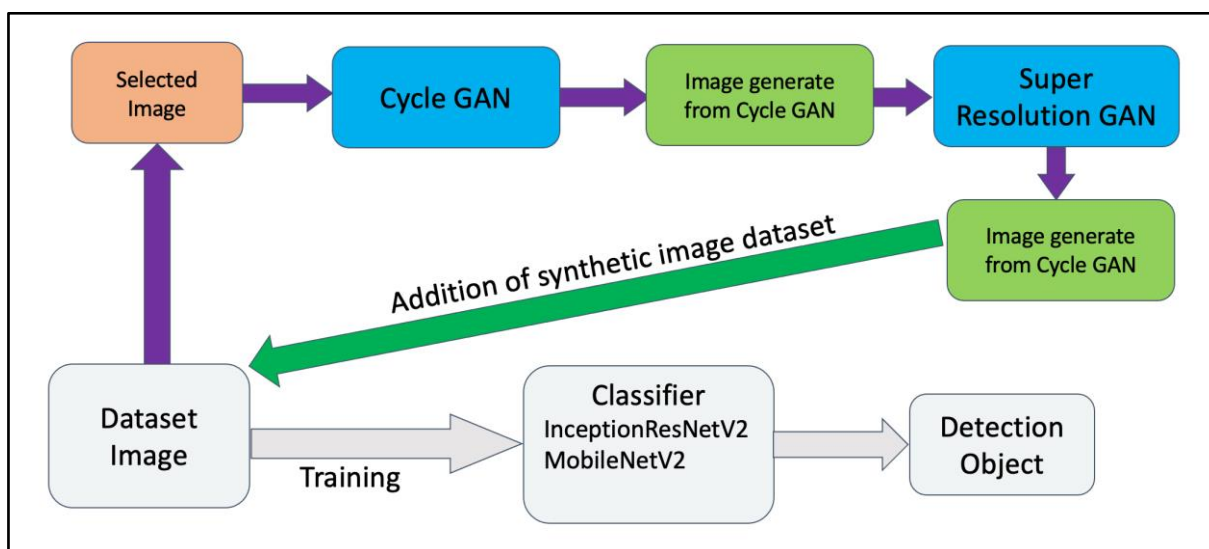 Selected
Image
Cycle GAN
Image generate
from Cycle GAN
Super
Resolution GAN
Image generate
from Cycle GAN
Addition of synthetic image dataset
Dataset
Image
Training
Classifier
InceptionResNetV2
MobileNetV2
Detection
Object